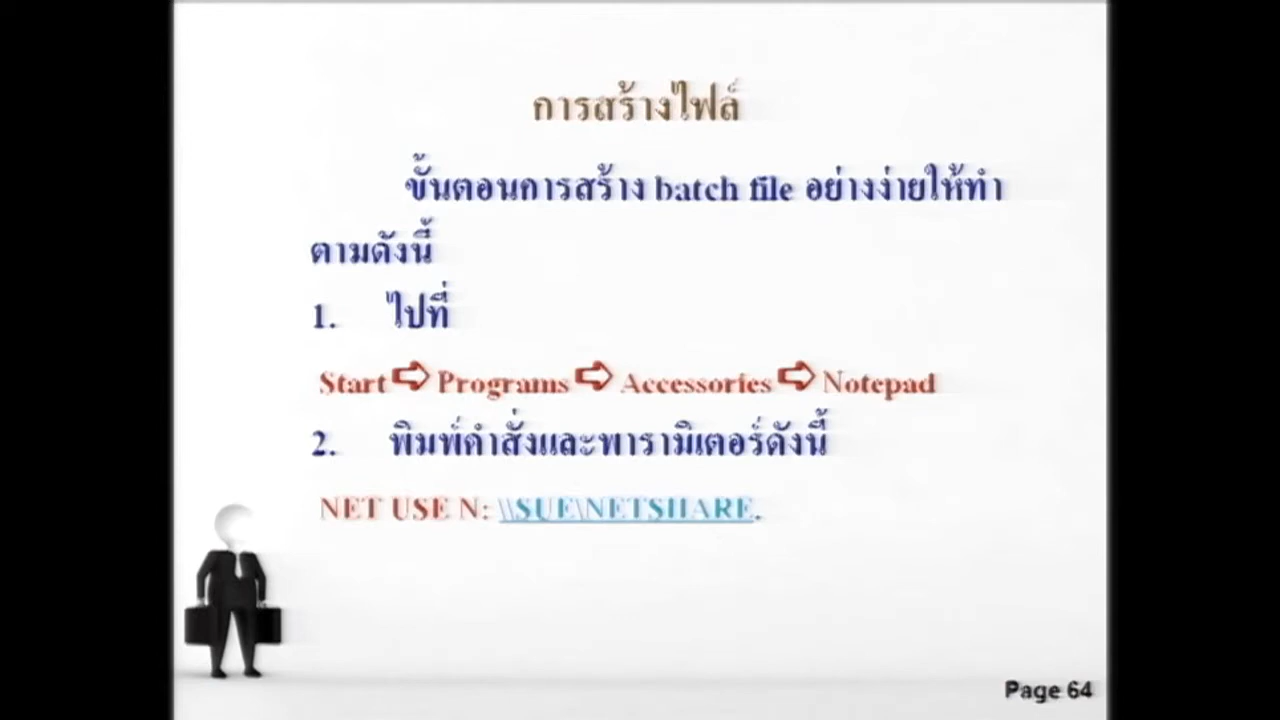 การสร้างไฟล์
ขั้นตอนการสร้าง batch file อย่างง่ายให้ทำ
ตามดังนี้
1. ไปที่
Start ➪ Programs ➪ Accessories ➪ Notepad
2. พิมพ์คำสั่งและพารามิเตอร์ดังนี้
NET USE N: \\SUE\NETSHARE.
Page 64